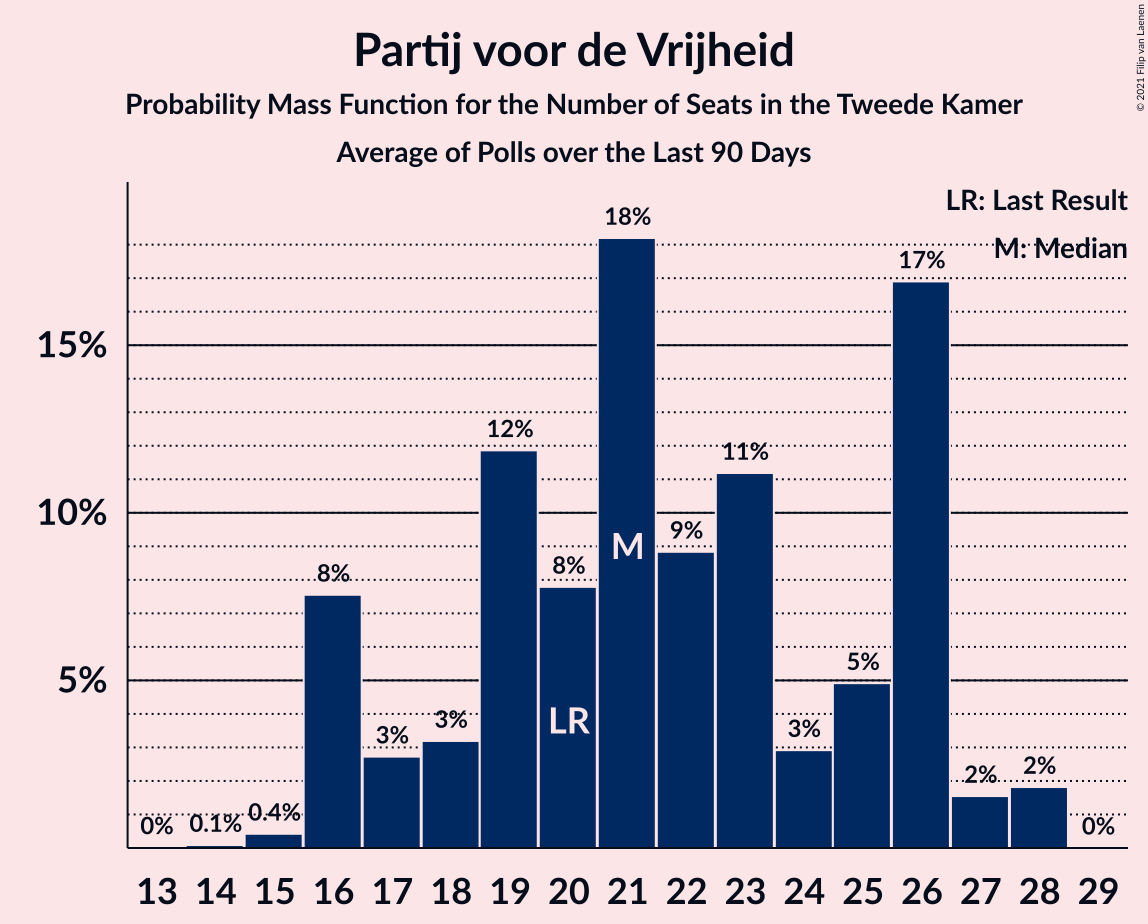 Partij voor de Vrijheid
Probability Mass Function for the Number of Seats in the Tweede Kamer
Average of Polls over the Last 90 Days
© 2021 Filip van Laenen
LR: Last Result
M: Median
15%
10%
5%
0%
0.1%
0.4%
8%
3%
3%
12%
8%
18%
9%
11%
3%
5%
17%
2%
2%
0%
LR
M
13 14 15 16 17 18 19 20 21 22 23 24 25 26 27 28 29